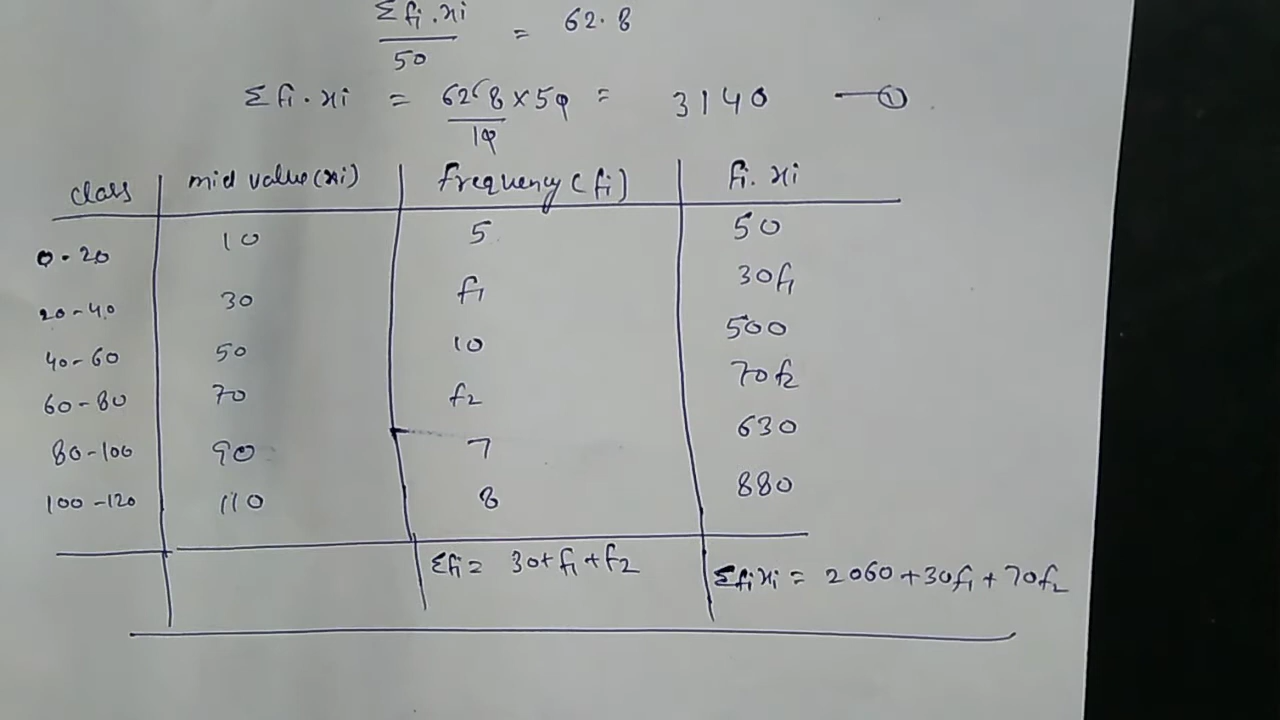 Σfi.xi / 50 = 62.8
Σfi.xi = 628×50 / 10 = 3140 —①
class | mid value(xi) | frequency(fi) | fi.xi
0-20 | 10 | 5 | 50
20-40 | 30 | f1 | 30f1
40-60 | 50 | 10 | 500
60-80 | 70 | f2 | 70f2
80-100 | 90 | 7 | 630
100-120 | 110 | 8 | 880
Σfi = 30+f1+f2 | Σfixi = 2060+30f1+70f2